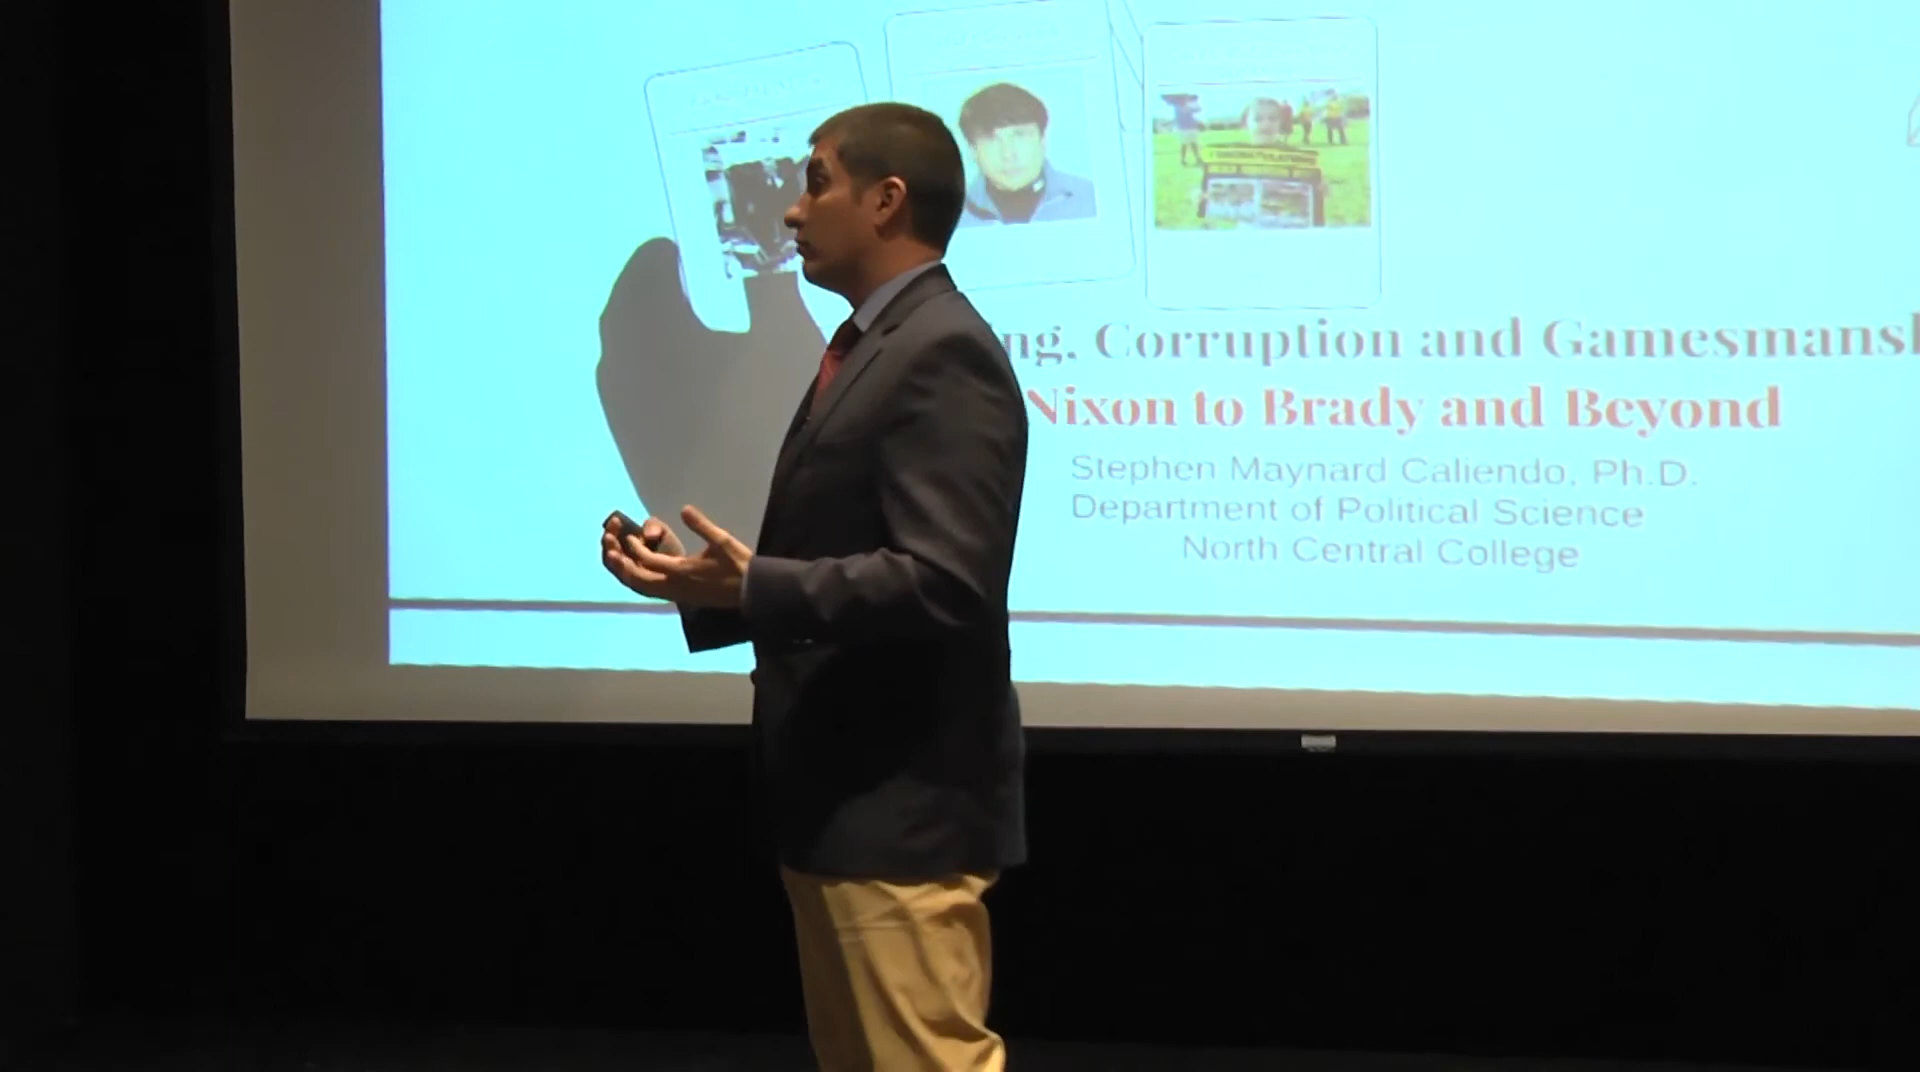 ng, Corruption and Gamesmansh
Nixon to Brady and Beyond
Stephen Maynard Caliendo, Ph.D.
Department of Political Science
North Central College